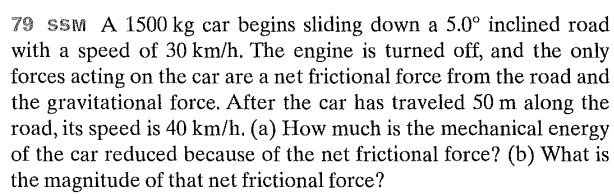 79 SSM A 1500 kg car begins sliding down a 5.0° inclined road
with a speed of 30 km/h. The engine is turned off, and the only
forces acting on the car are a net frictional force from the road and
the gravitational force. After the car has traveled 50 m along the
road, its speed is 40 km/h. (a) How much is the mechanical energy
of the car reduced because of the net frictional force? (b) What is
the magnitude of that net frictional force?